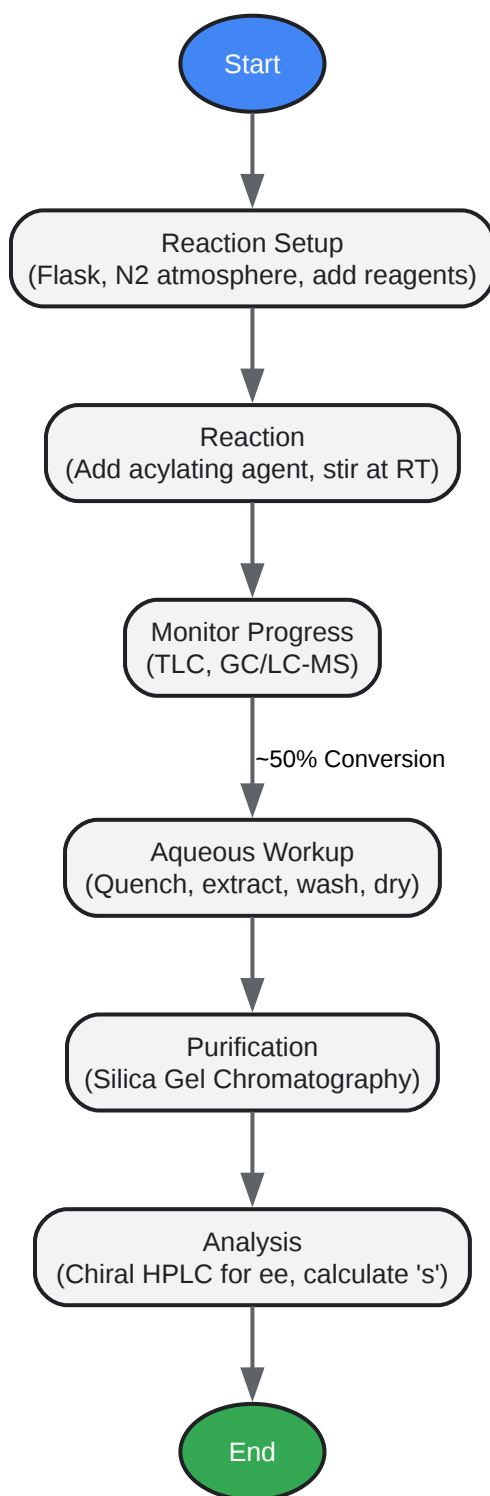 Start
Reaction Setup
(Flask, N2 atmosphere, add reagents)
Reaction
(Add acylating agent, stir at RT)
Monitor Progress
(TLC, GC/LC-MS)
~50% Conversion
Aqueous Workup
(Quench, extract, wash, dry)
Purification
(Silica Gel Chromatography)
Analysis
(Chiral HPLC for ee, calculate 's')
End